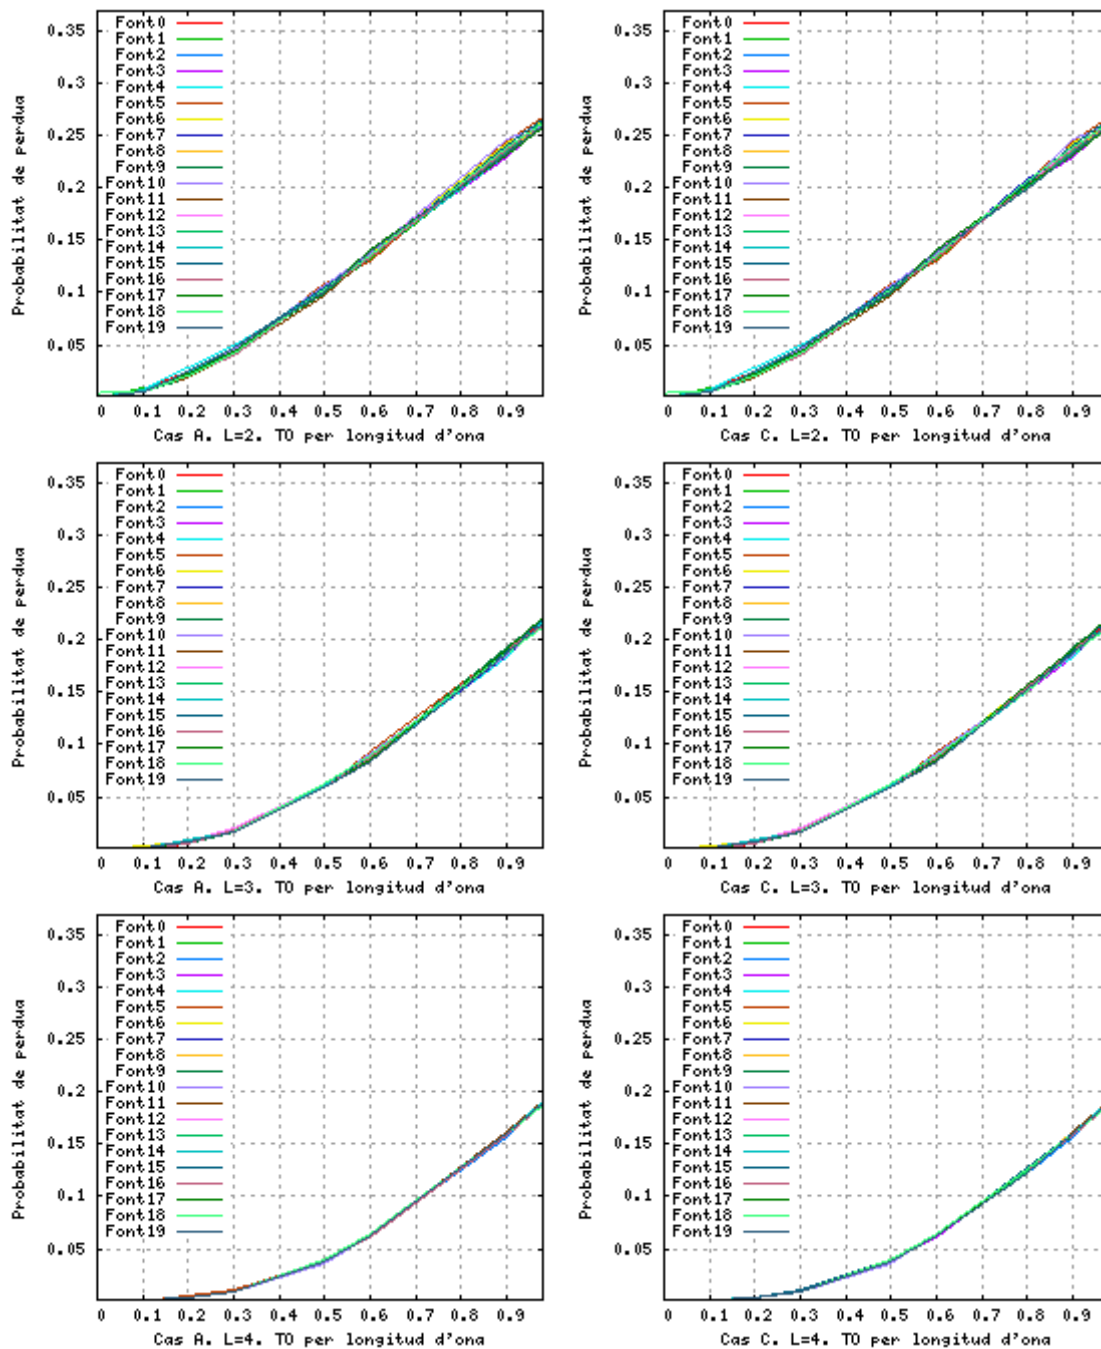 Probabilitat de perdua
0.35
0.3
0.25
0.2
0.15
0.1
0.05
Font0
Font1
Font2
Font3
Font4
Font5
Font6
Font7
Font8
Font9
Font10
Font11
Font12
Font13
Font14
Font15
Font16
Font17
Font18
Font19
0 0.1 0.2 0.3 0.4 0.5 0.6 0.7 0.8 0.9
Cas A. L=2. TO per longitud d'ona
Probabilitat de perdua
0.35
0.3
0.25
0.2
0.15
0.1
0.05
Font0
Font1
Font2
Font3
Font4
Font5
Font6
Font7
Font8
Font9
Font10
Font11
Font12
Font13
Font14
Font15
Font16
Font17
Font18
Font19
0 0.1 0.2 0.3 0.4 0.5 0.6 0.7 0.8 0.9
Cas C. L=2. TO per longitud d'ona
Probabilitat de perdua
0.35
0.3
0.25
0.2
0.15
0.1
0.05
Font0
Font1
Font2
Font3
Font4
Font5
Font6
Font7
Font8
Font9
Font10
Font11
Font12
Font13
Font14
Font15
Font16
Font17
Font18
Font19
0 0.1 0.2 0.3 0.4 0.5 0.6 0.7 0.8 0.9
Cas A. L=3. TO per longitud d'ona
Probabilitat de perdua
0.35
0.3
0.25
0.2
0.15
0.1
0.05
Font0
Font1
Font2
Font3
Font4
Font5
Font6
Font7
Font8
Font9
Font10
Font11
Font12
Font13
Font14
Font15
Font16
Font17
Font18
Font19
0 0.1 0.2 0.3 0.4 0.5 0.6 0.7 0.8 0.9
Cas C. L=3. TO per longitud d'ona
Probabilitat de perdua
0.35
0.3
0.25
0.2
0.15
0.1
0.05
Font0
Font1
Font2
Font3
Font4
Font5
Font6
Font7
Font8
Font9
Font10
Font11
Font12
Font13
Font14
Font15
Font16
Font17
Font18
Font19
0 0.1 0.2 0.3 0.4 0.5 0.6 0.7 0.8 0.9
Cas A. L=4. TO per longitud d'ona
Probabilitat de perdua
0.35
0.3
0.25
0.2
0.15
0.1
0.05
Font0
Font1
Font2
Font3
Font4
Font5
Font6
Font7
Font8
Font9
Font10
Font11
Font12
Font13
Font14
Font15
Font16
Font17
Font18
Font19
0 0.1 0.2 0.3 0.4 0.5 0.6 0.7 0.8 0.9
Cas C. L=4. TO per longitud d'ona